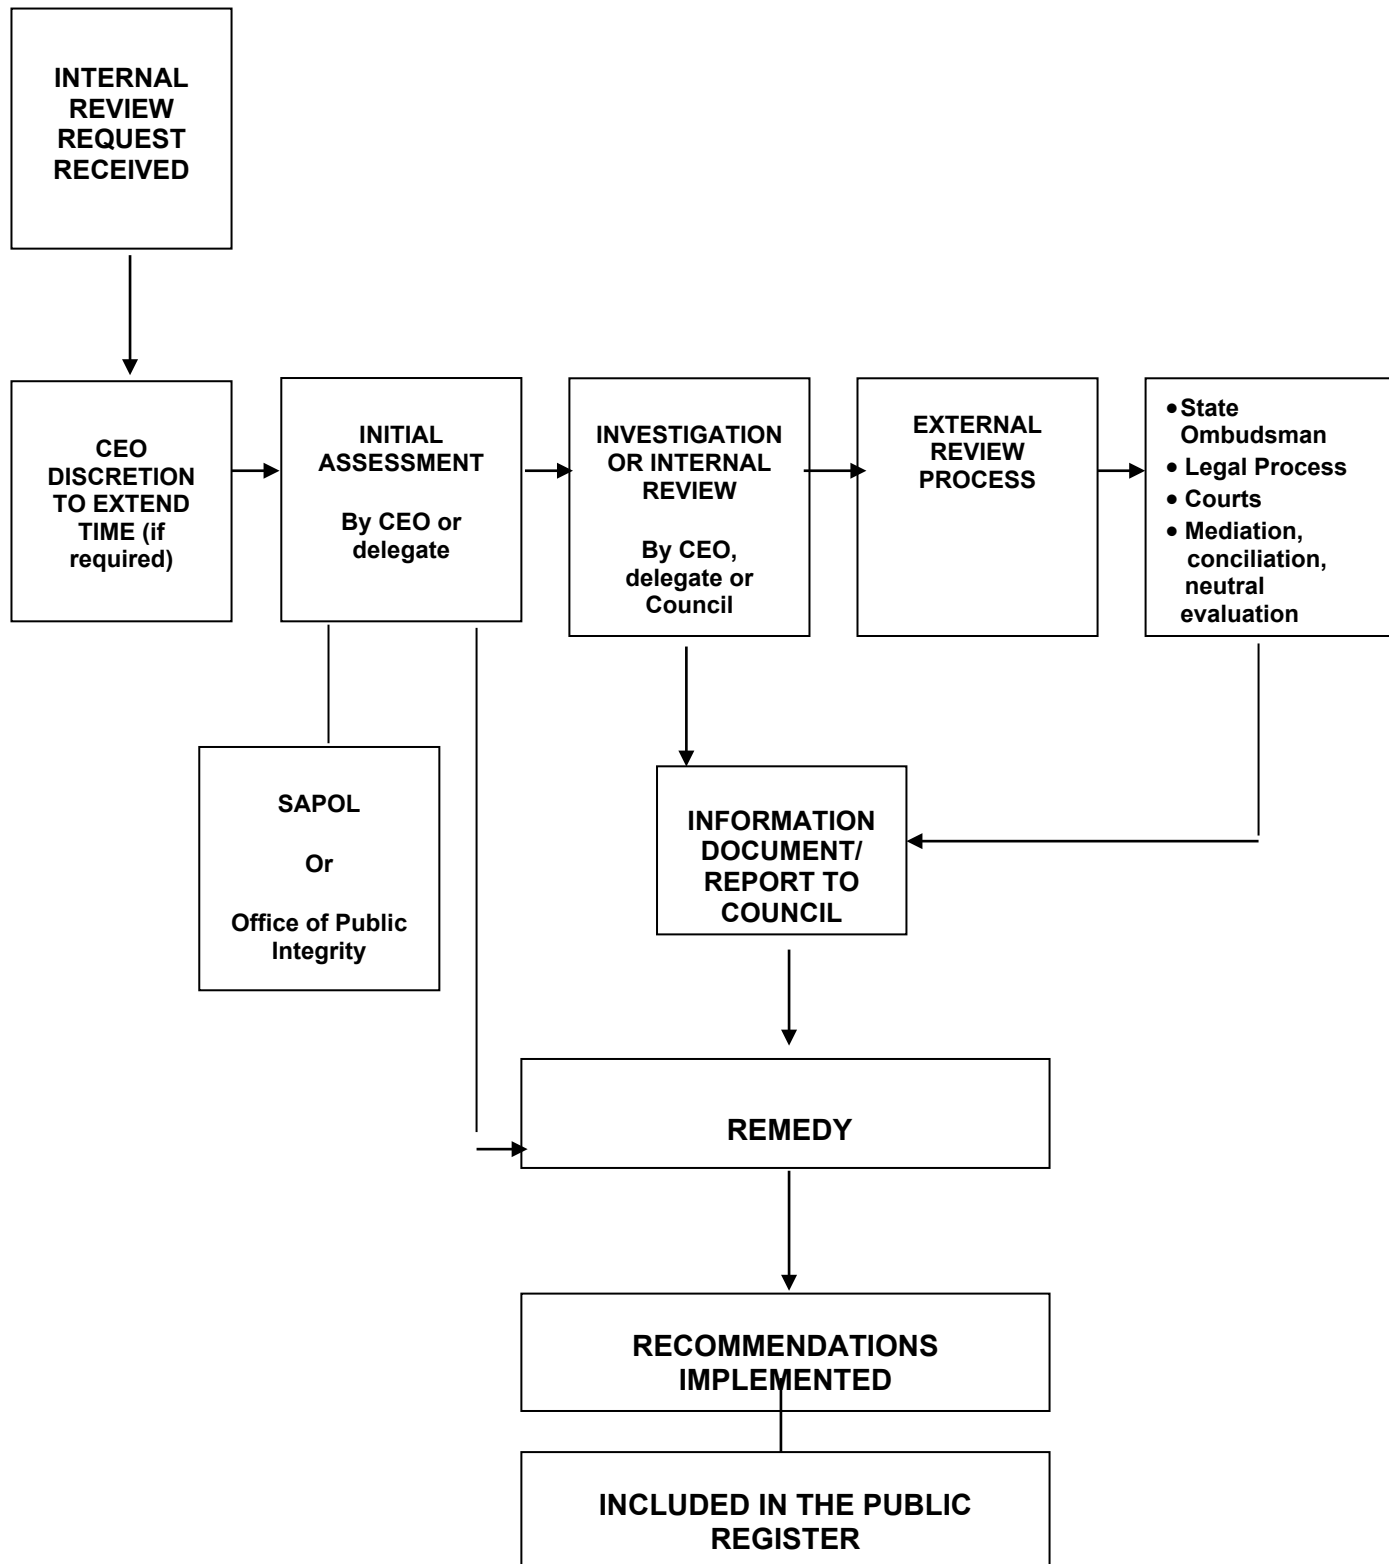 INTERNAL
REVIEW
REQUEST
RECEIVED
CEO
DISCRETION
TO EXTEND
TIME (if
required)
INITIAL
ASSESSMENT
By CEO or
delegate
INVESTIGATION
OR INTERNAL
REVIEW
By CEO,
delegate or
Council
EXTERNAL
REVIEW
PROCESS
• State
Ombudsman
• Legal Process
• Courts
• Mediation,
conciliation,
neutral
evaluation
SAPOL
Or
Office of Public
Integrity
INFORMATION
DOCUMENT/
REPORT TO
COUNCIL
REMEDY
RECOMMENDATIONS
IMPLEMENTED
INCLUDED IN THE PUBLIC
REGISTER